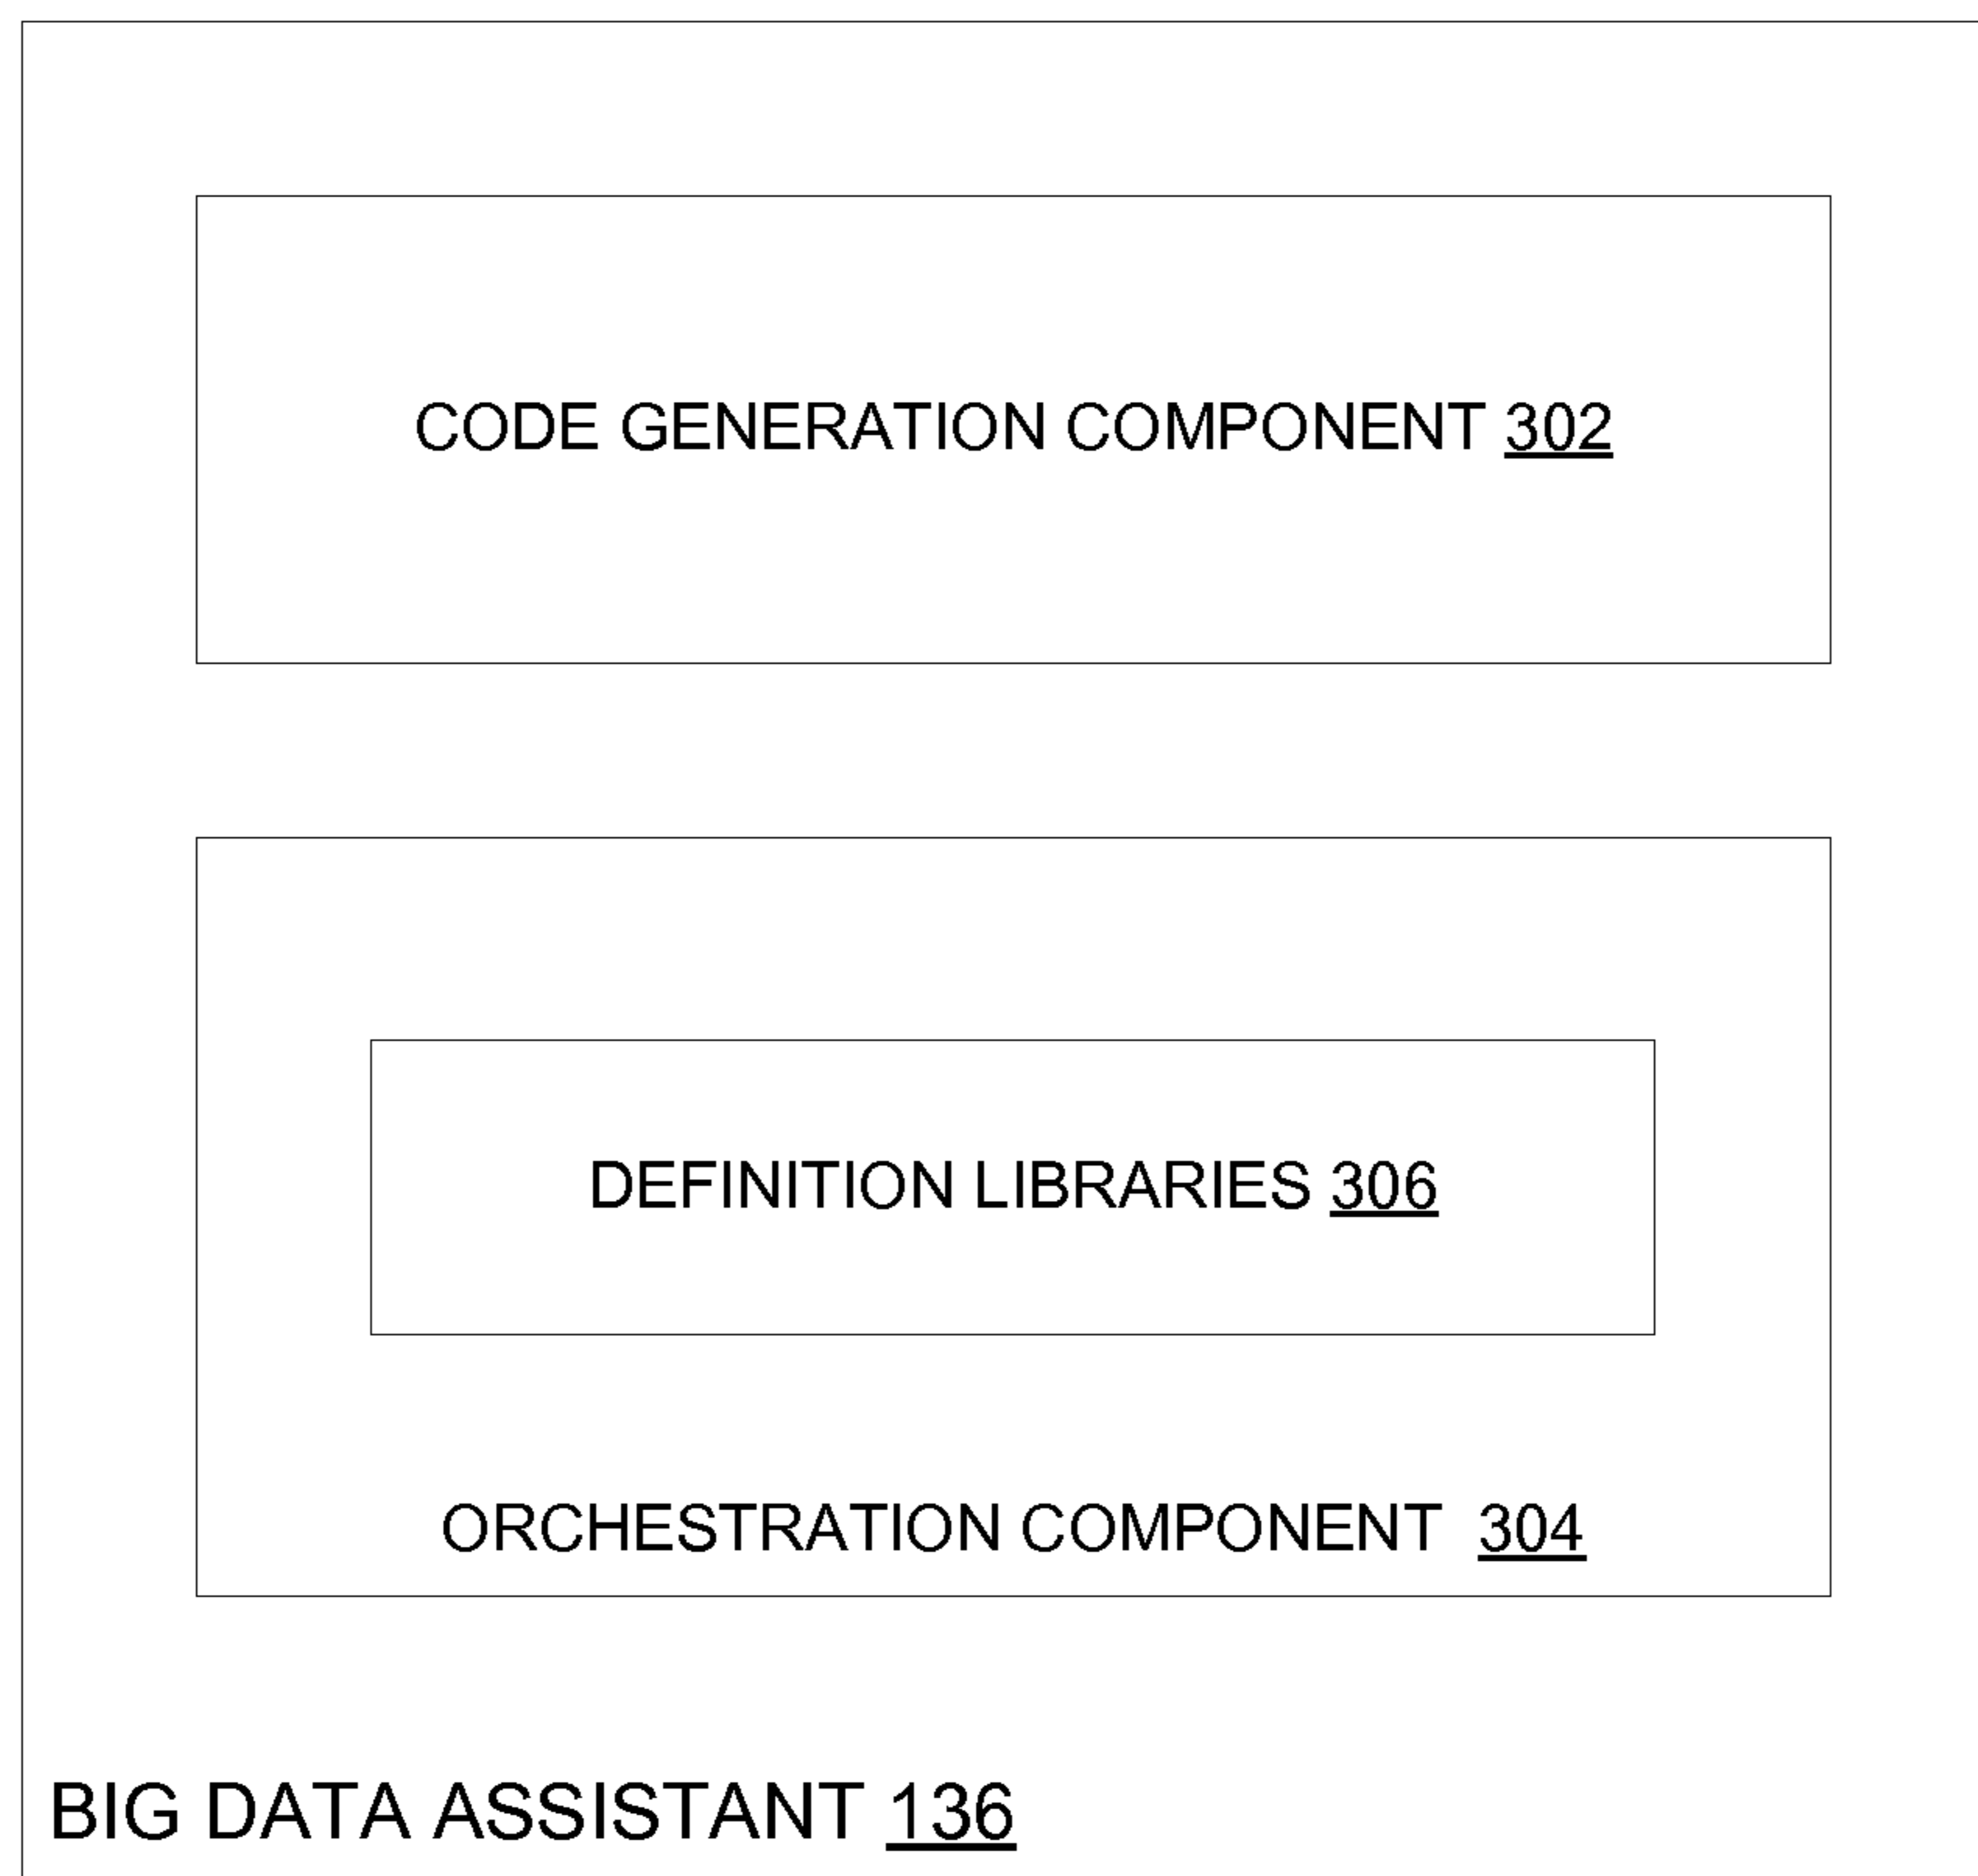 CODE GENERATION COMPONENT 302
DEFINITION LIBRARIES 306
ORCHESTRATION COMPONENT 304
BIG DATA ASSISTANT 136